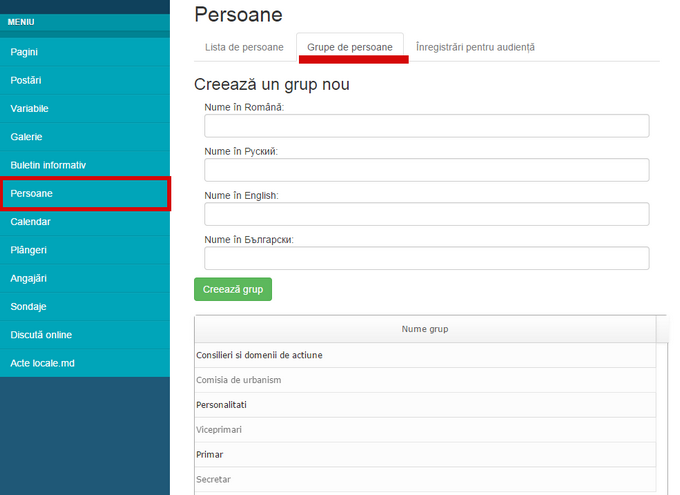 MENIU
Pagini
Postări
Variabile
Galerie
Buletin informativ
Persoane
Calendar
Plângeri
Angajări
Sondaje
Discută online
Acte locale.md
Persoane
Lista de persoane
Grupe de persoane
Înregistrări pentru audiență
Creează un grup nou
Nume în Română:
Nume în Руский:
Nume în English:
Nume în Български:
Creează grup
Nume grup
Consilieri si domenii de actiune
Comisia de urbanism
Personalitati
Viceprimari
Primar
Secretar